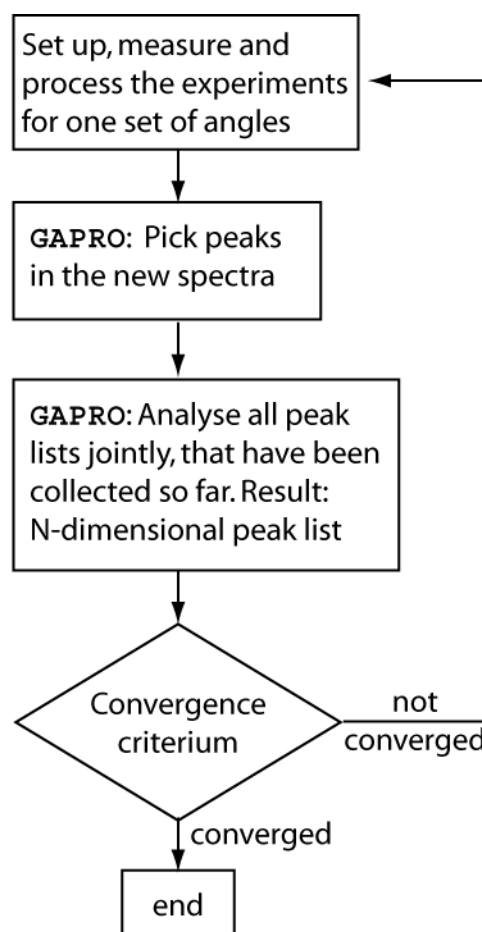 Set up, measure and
process the experiments
for one set of angles
GAPRO: Pick peaks
in the new spectra
GAPRO: Analyse all peak
lists jointly, that have been
collected so far. Result:
N-dimensional peak list
Convergence
criterium
not
converged
converged
end